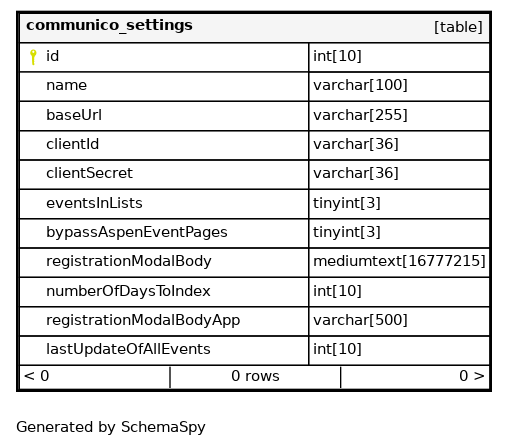 communico_settings [table]
id int[10]
name varchar[100]
baseUrl varchar[255]
clientId varchar[36]
clientSecret varchar[36]
eventsInLists tinyint[3]
bypassAspenEventPages tinyint[3]
registrationModalBody mediumtext[16777215]
numberOfDaysToIndex int[10]
registrationModalBodyApp varchar[500]
lastUpdateOfAllEvents int[10]
< 0 0 rows 0 >
Generated by SchemaSpy